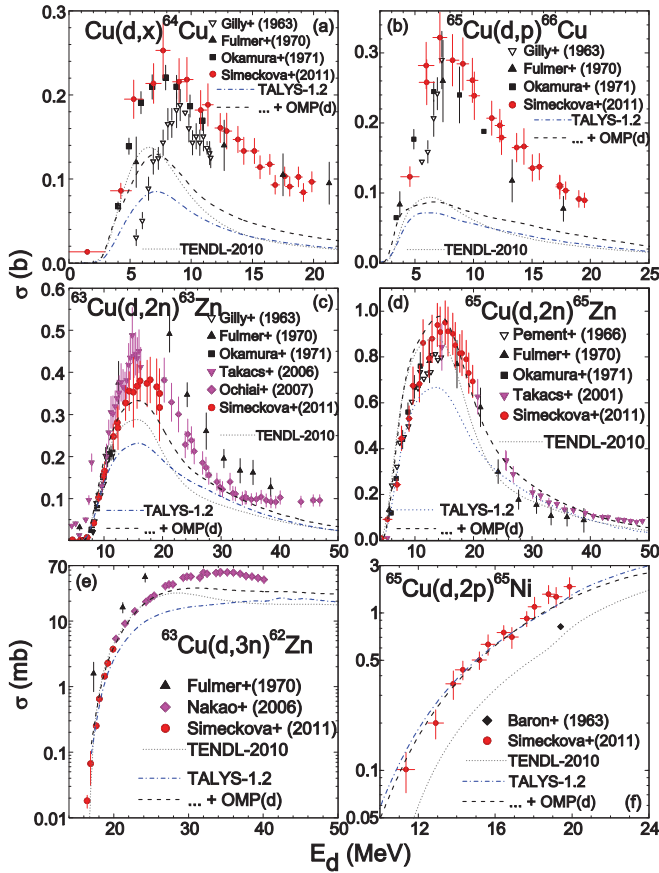 Cu(d,x)⁶⁴Cu
(a)
Gilly+ (1963)
Fulmer+ (1970)
Okamura+ (1971)
Simeckova+(2011)
TALYS-1.2
... + OMP(d)
TENDL-2010
0.3
0.2
0.1
0
0 5 10 15 20
(b)
⁶⁵Cu(d,p)⁶⁶Cu
Gilly+ (1963)
Fulmer+ (1970)
Okamura+ (1971)
Simeckova+(2011)
TALYS-1.2
... + OMP(d)
TENDL-2010
0.3
0.2
0.1
0.0
0 5 10 15 20 25
σ (b)
⁶³Cu(d,2n)⁶³Zn
(c)
Gilly+ (1963)
Fulmer+ (1970)
Okamura+ (1971)
Takacs+ (2006)
Ochiai+ (2007)
Simeckova+(2011)
TENDL-2010
TALYS-1.2
... + OMP(d)
0.6
0.5
0.4
0.3
0.2
0.1
10 20 30 40 50
(d)
⁶⁵Cu(d,2n)⁶⁵Zn
Pement+ (1966)
Fulmer+ (1970)
Okamura+ (1971)
Takacs+ (2001)
Simeckova+ (2011)
TENDL-2010
TALYS-1.2
... + OMP(d)
1.0
0.8
0.6
0.4
0.2
0.0
0 10 20 30 40 50
(e)
⁶³Cu(d,3n)⁶²Zn
Fulmer+(1970)
Nakao+ (2006)
Simeckova+ (2011)
TENDL-2010
TALYS-1.2
... + OMP(d)
70
10
1
0.1
0.01
20 30 40 50
σ (mb)
⁶⁵Cu(d,2p)⁶⁵Ni
Baron+ (1963)
Simeckova+(2011)
TENDL-2010
TALYS-1.2
... + OMP(d)
(f)
3
1
0.5
0.1
0.05
12 16 20 24
E_d (MeV)